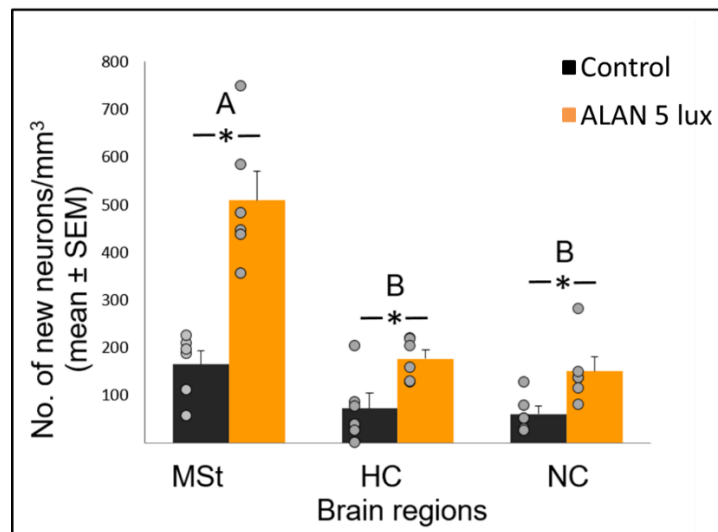 No. of new neurons/mm³
(mean ± SEM)
800
700
600
500
400
300
200
100
A
*
B
*
B
*
Control
ALAN 5 lux
MSt
HC
NC
Brain regions